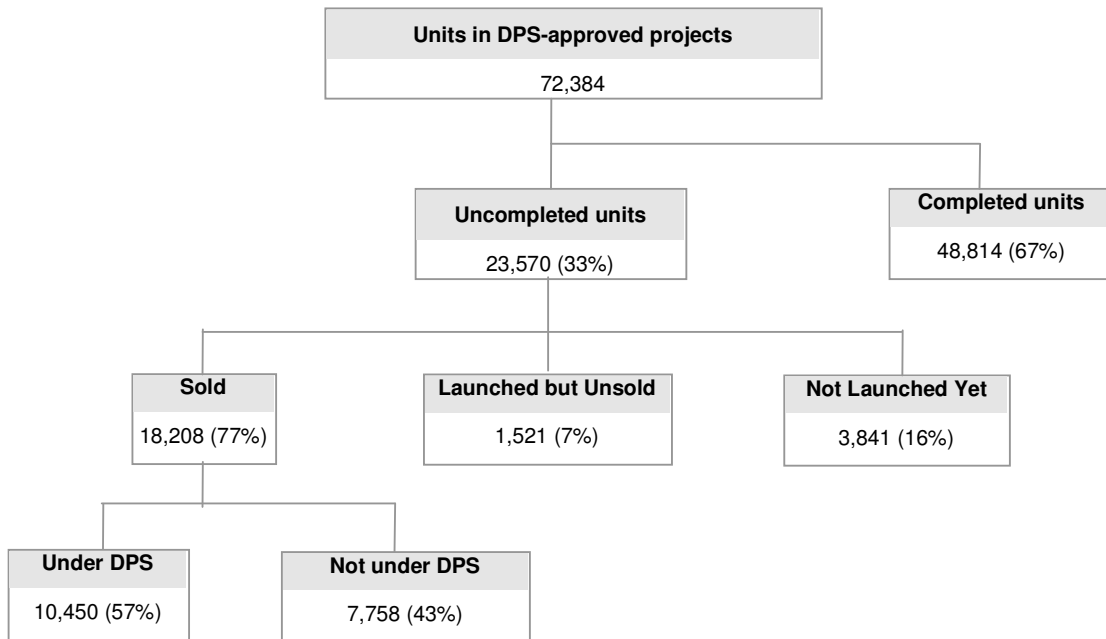 Units in DPS-approved projects
72,384
Uncompleted units
23,570 (33%)
Completed units
48,814 (67%)
Sold
18,208 (77%)
Launched but Unsold
1,521 (7%)
Not Launched Yet
3,841 (16%)
Under DPS
10,450 (57%)
Not under DPS
7,758 (43%)